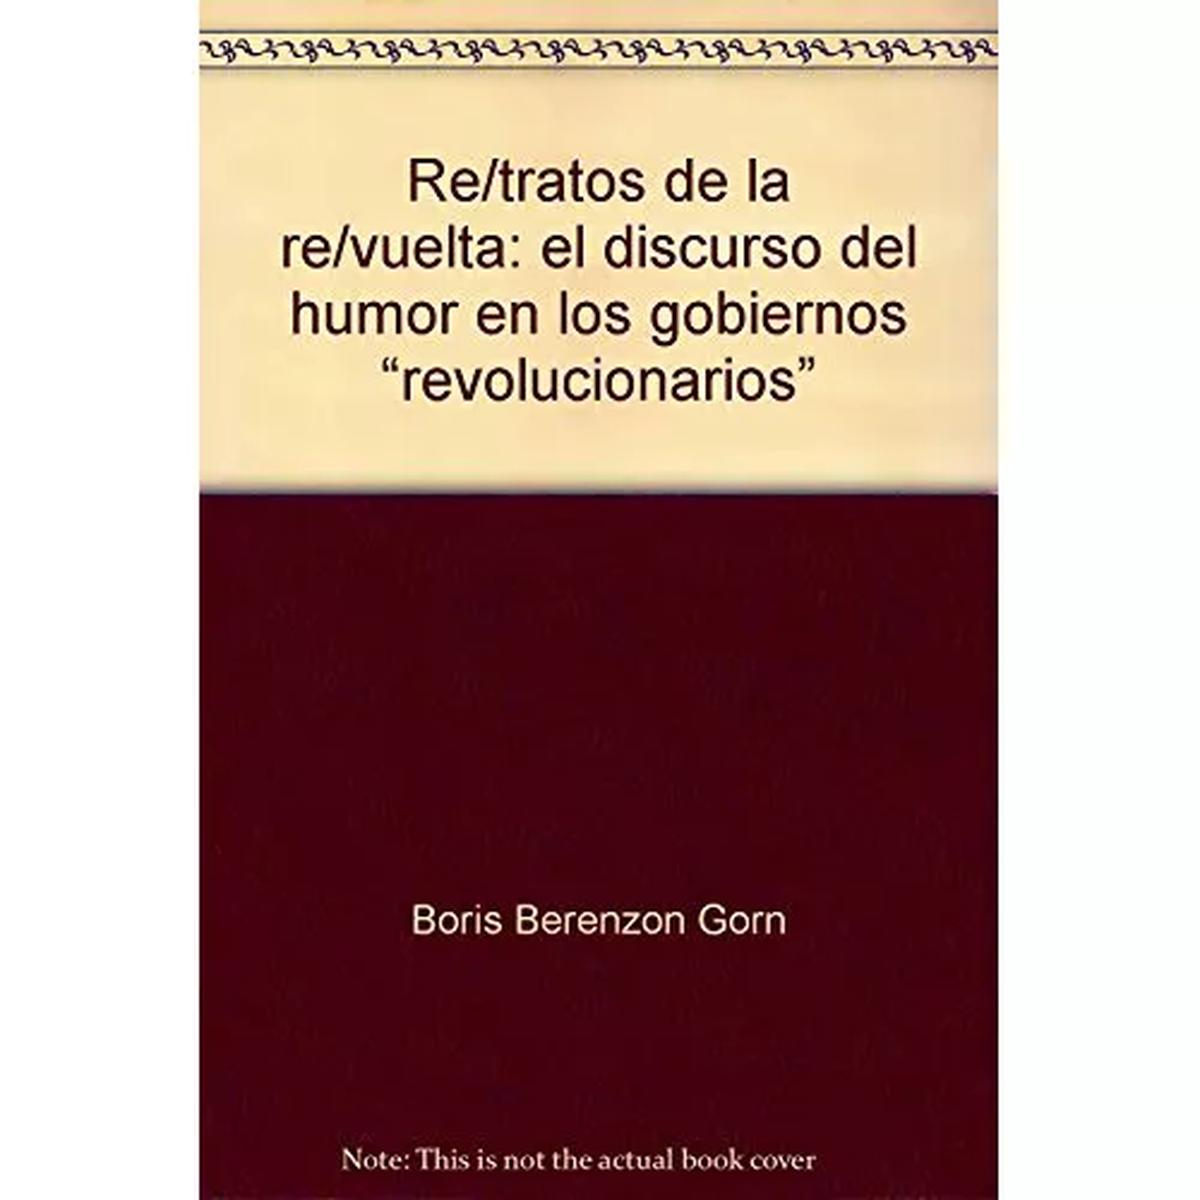 Re/tratos de la
re/vuelta: el discurso del
humor en los gobiernos
“revolucionarios”
Boris Berenzon Gorn
Note: This is not the actual book cover